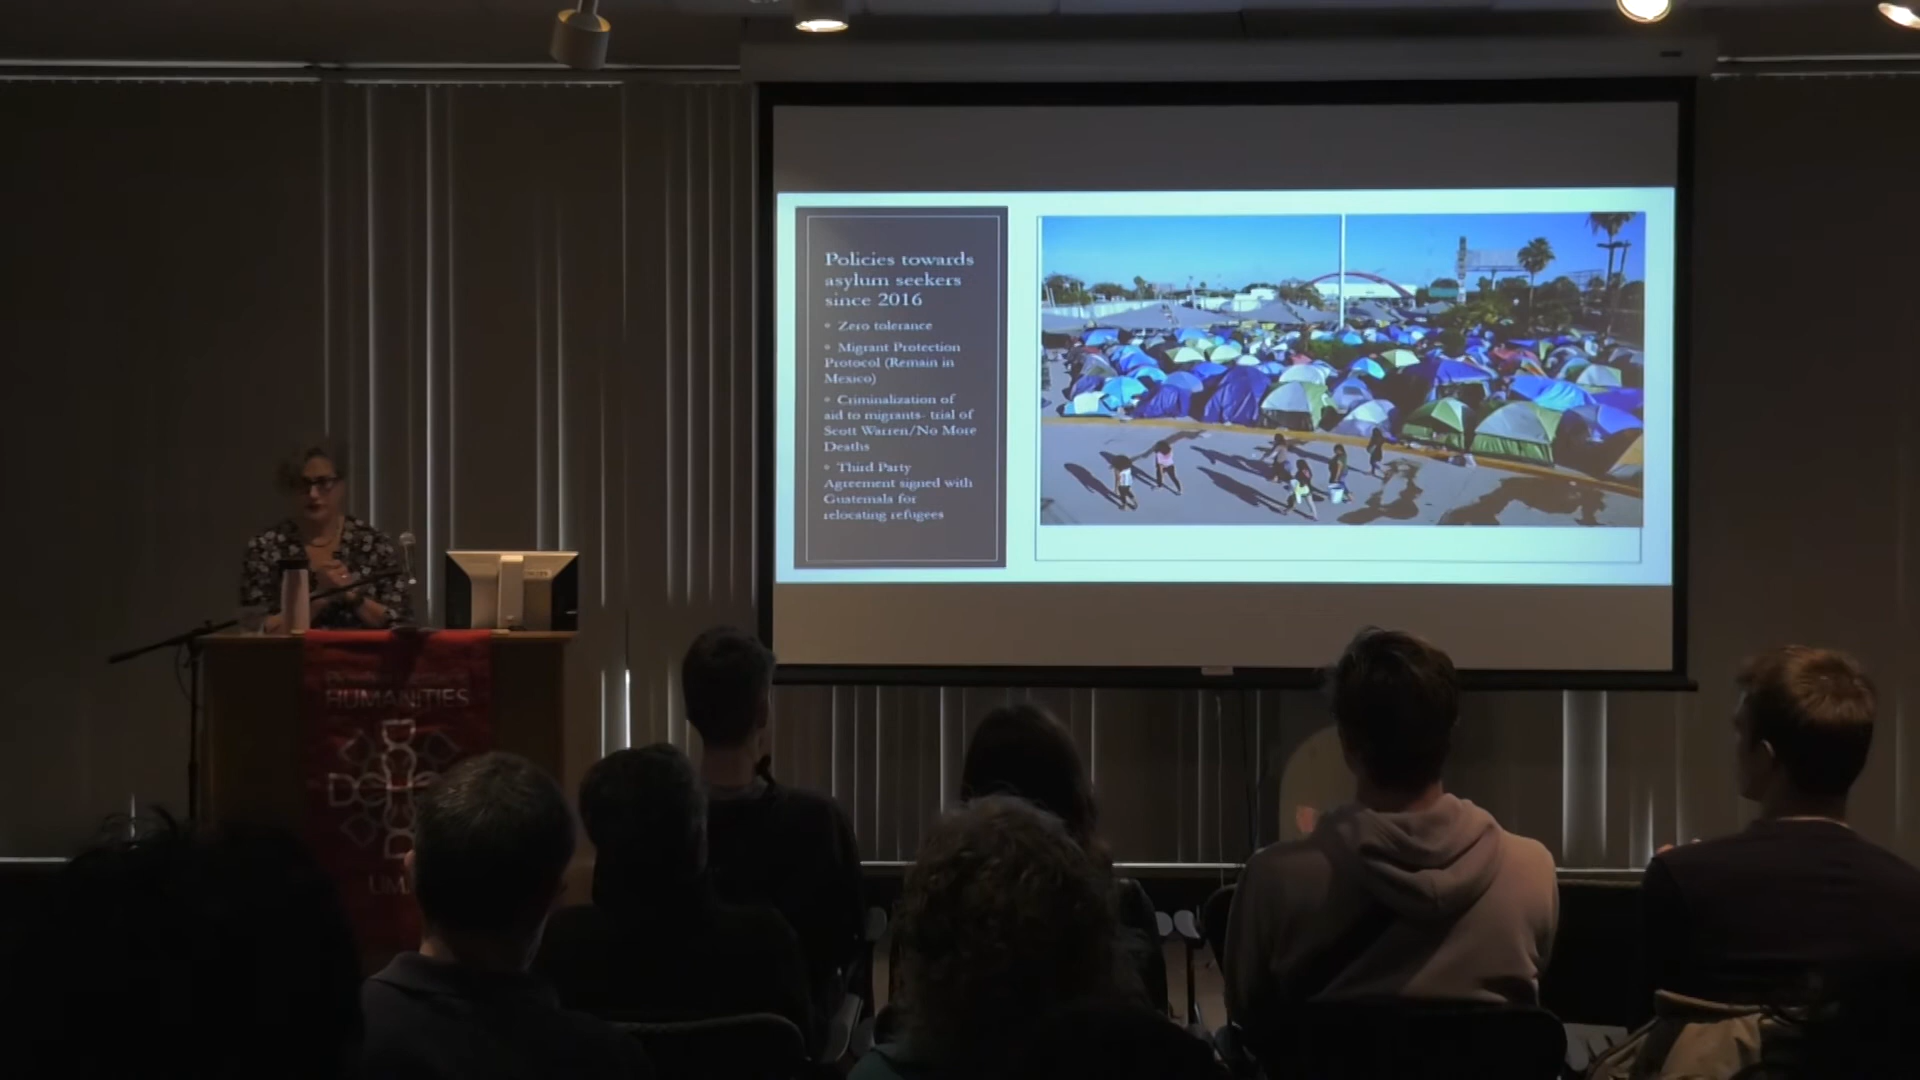 Policies towards
asylum seekers
since 2016
Zero tolerance
Migrant Protection
Protocol (Remain in
Mexico)
Criminalization of
aid to migrants- trial of
Scott Warren/No More
Deaths
Third Party
Agreement signed with
Guatemala for
relocating refugees
HUMANITIES